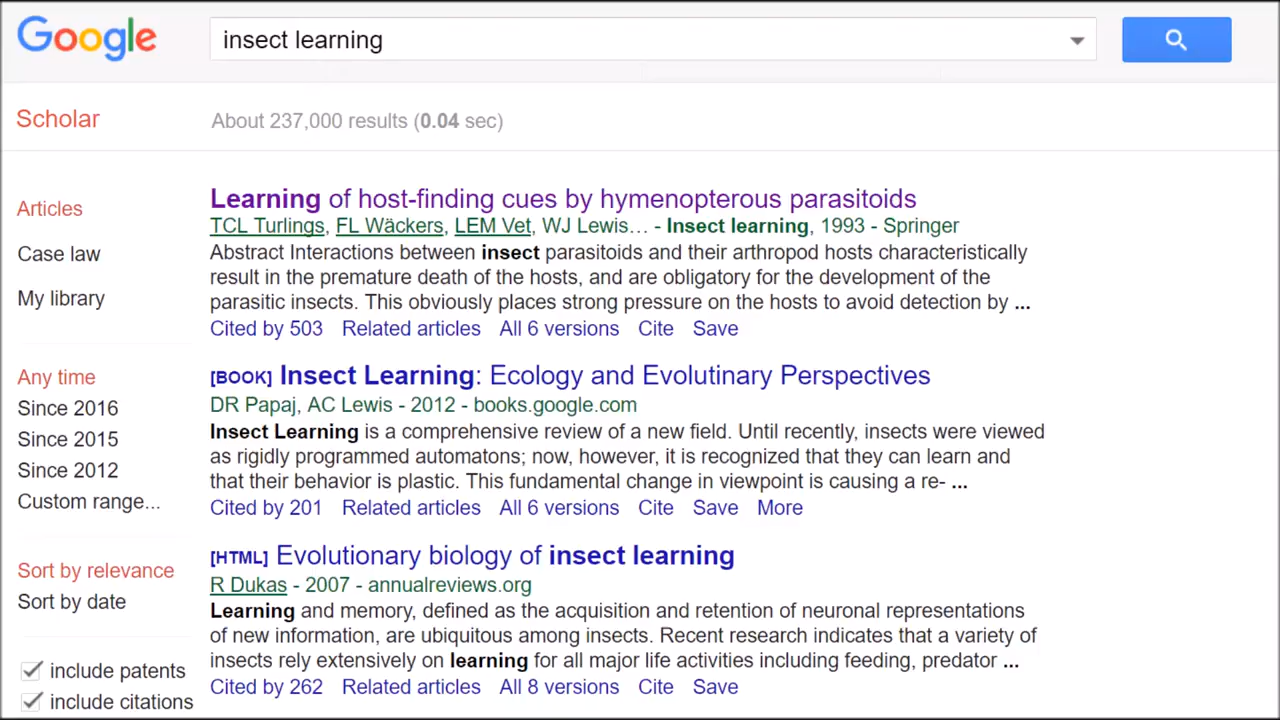 Google
insect learning
Scholar
About 237,000 results (0.04 sec)
Articles
Case law
My library
Any time
Since 2016
Since 2015
Since 2012
Custom range...
Sort by relevance
Sort by date
include patents
include citations
Learning of host-finding cues by hymenopterous parasitoids
TCL Turlings, FL Wäckers, LEM Vet, WJ Lewis… - Insect learning, 1993 - Springer
Abstract Interactions between insect parasitoids and their arthropod hosts characteristically
result in the premature death of the hosts, and are obligatory for the development of the
parasitic insects. This obviously places strong pressure on the hosts to avoid detection by ...
Cited by 503 Related articles All 6 versions Cite Save
[BOOK] Insect Learning: Ecology and Evolutinary Perspectives
DR Papaj, AC Lewis - 2012 - books.google.com
Insect Learning is a comprehensive review of a new field. Until recently, insects were viewed
as rigidly programmed automatons; now, however, it is recognized that they can learn and
that their behavior is plastic. This fundamental change in viewpoint is causing a re- ...
Cited by 201 Related articles All 6 versions Cite Save More
[HTML] Evolutionary biology of insect learning
R Dukas - 2007 - annualreviews.org
Learning and memory, defined as the acquisition and retention of neuronal representations
of new information, are ubiquitous among insects. Recent research indicates that a variety of
insects rely extensively on learning for all major life activities including feeding, predator ...
Cited by 262 Related articles All 8 versions Cite Save